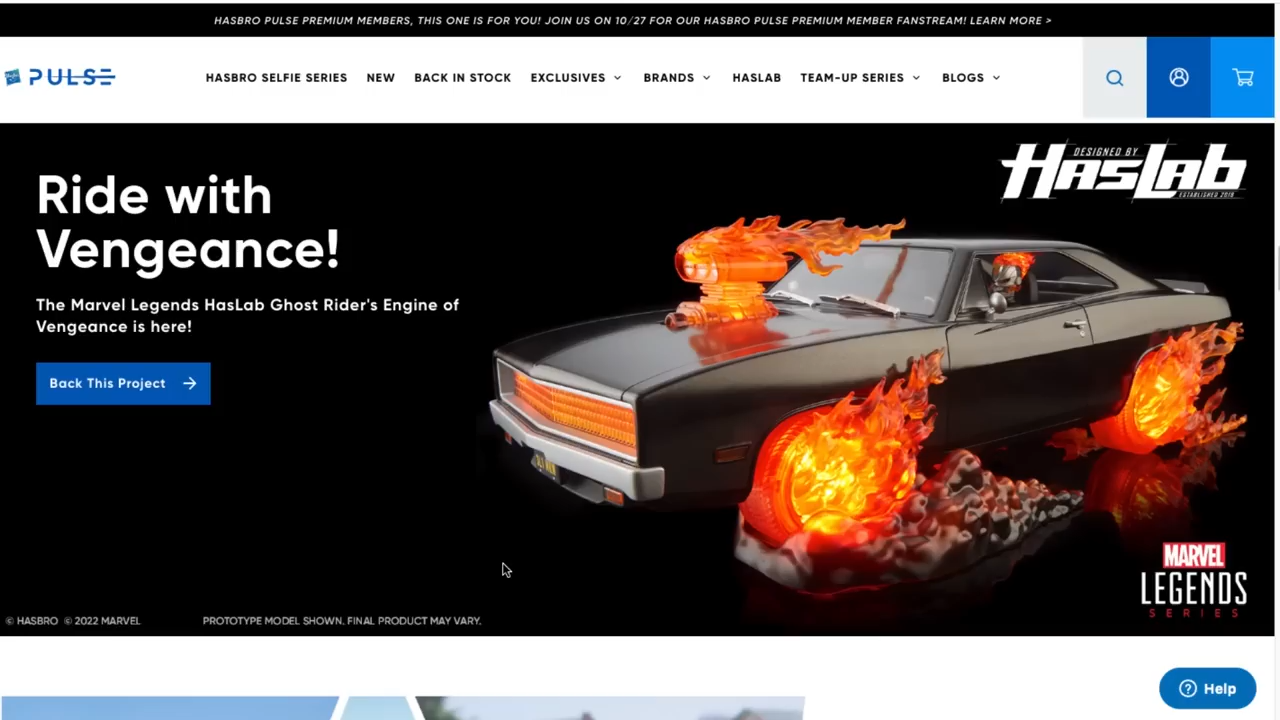 HASBRO PULSE PREMIUM MEMBERS, THIS ONE IS FOR YOU! JOIN US ON 10/27 FOR OUR HASBRO PULSE PREMIUM MEMBER FANSTREAM! LEARN MORE >
PULSE
HASBRO SELFIE SERIES
NEW
BACK IN STOCK
EXCLUSIVES
BRANDS
HASLAB
TEAM-UP SERIES
BLOGS
DESIGNED BY
HASLAB
Ride with
Vengeance!
The Marvel Legends HasLab Ghost Rider's Engine of
Vengeance is here!
Back This Project
MARVEL
LEGENDS
SERIES
© HASBRO © 2022 MARVEL
PROTOTYPE MODEL SHOWN. FINAL PRODUCT MAY VARY.
Help